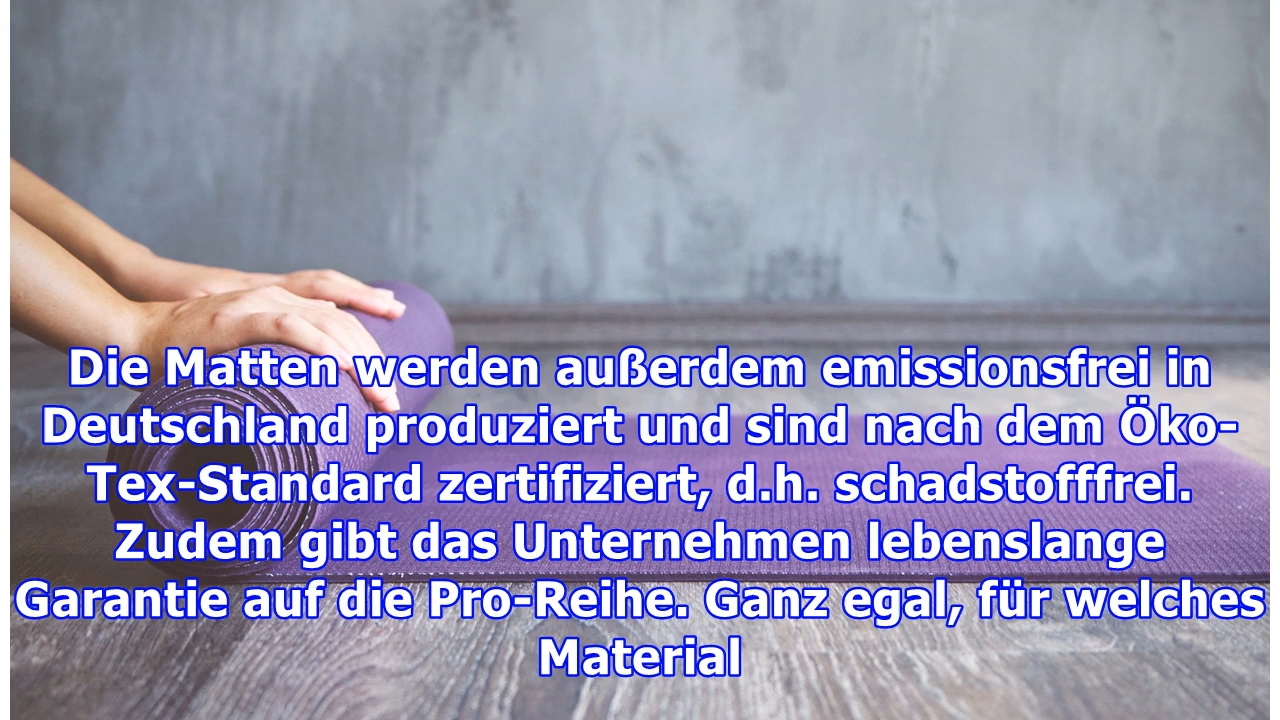 Die Matten werden außerdem emissionsfrei in
Deutschland produziert und sind nach dem Öko-
Tex-Standard zertifiziert, d.h. schadstofffrei.
Zudem gibt das Unternehmen lebenslange
Garantie auf die Pro-Reihe. Ganz egal, für welches
Material